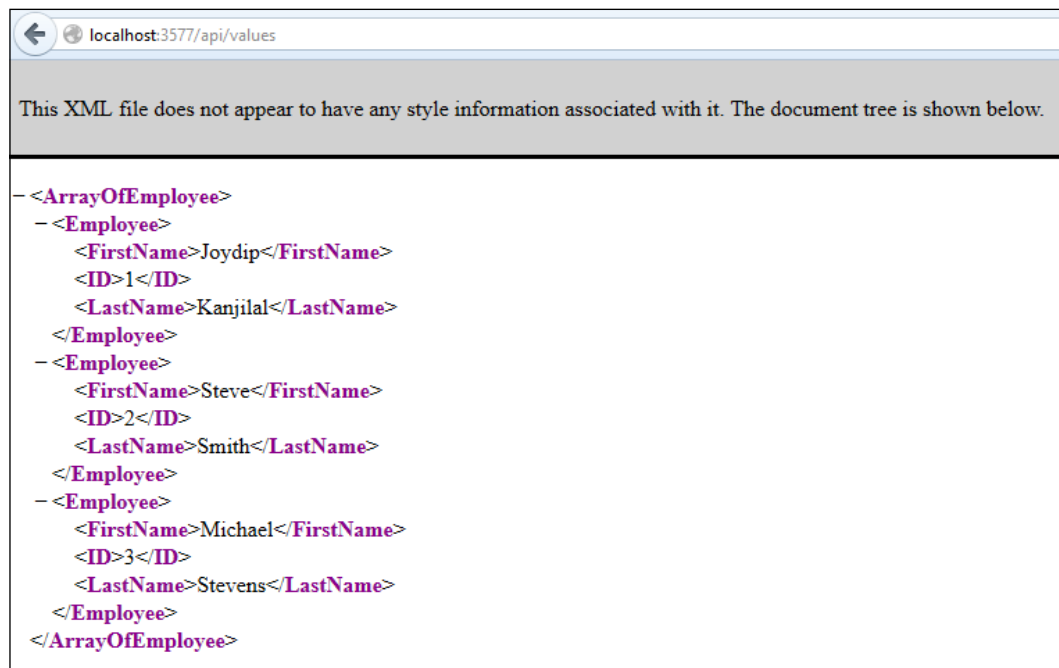 localhost:3577/api/values
This XML file does not appear to have any style information associated with it. The document tree is shown below.
−<ArrayOfEmployee>
−<Employee>
<FirstName>Joydip</FirstName>
<ID>1</ID>
<LastName>Kanjilal</LastName>
</Employee>
−<Employee>
<FirstName>Steve</FirstName>
<ID>2</ID>
<LastName>Smith</LastName>
</Employee>
−<Employee>
<FirstName>Michael</FirstName>
<ID>3</ID>
<LastName>Stevens</LastName>
</Employee>
</ArrayOfEmployee>